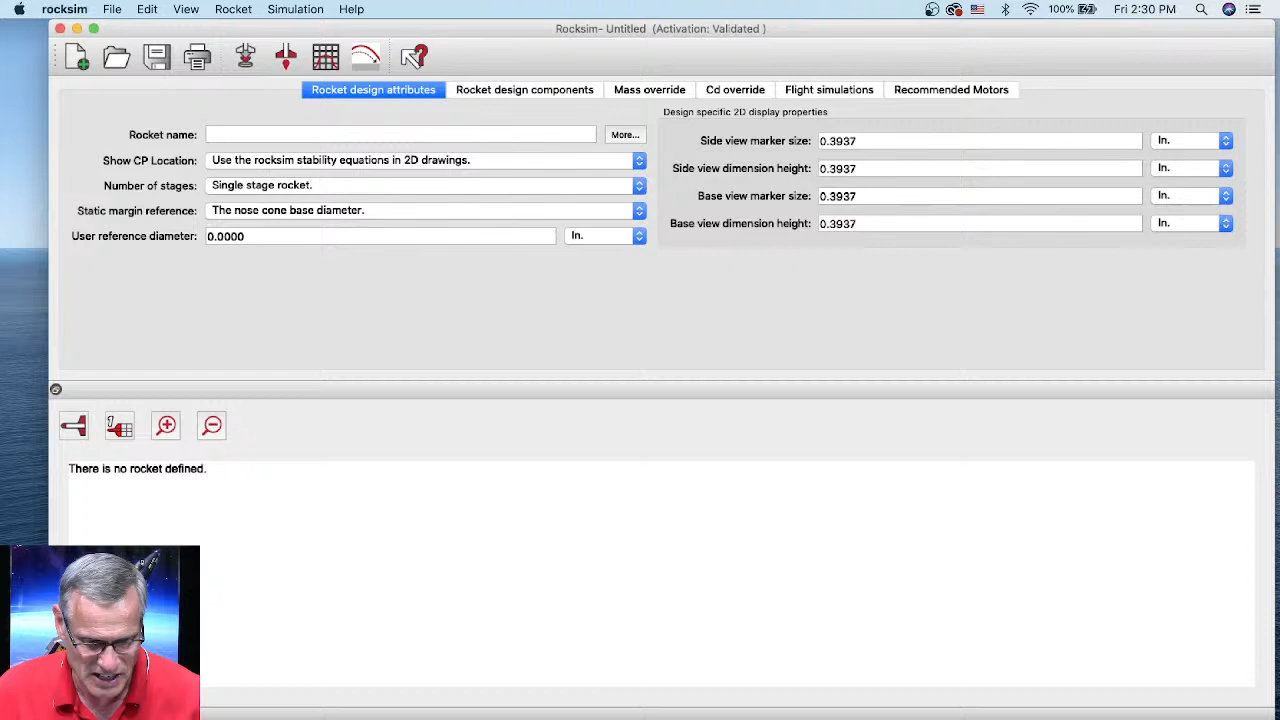 rocksim File Edit View Rocket Simulation Help 100% Fri 2:30 PM
Rocksim- Untitled (Activation: Validated )
Rocket design attributes Rocket design components Mass override Cd override Flight simulations Recommended Motors
Design specific 2D display properties
Rocket name: More...
Show CP Location: Use the rocksim stability equations in 2D drawings.
Number of stages: Single stage rocket.
Static margin reference: The nose cone base diameter.
User reference diameter: 0.0000 In.
Side view marker size: 0.3937 In.
Side view dimension height: 0.3937 In.
Base view marker size: 0.3937 In.
Base view dimension height: 0.3937 In.
There is no rocket defined.